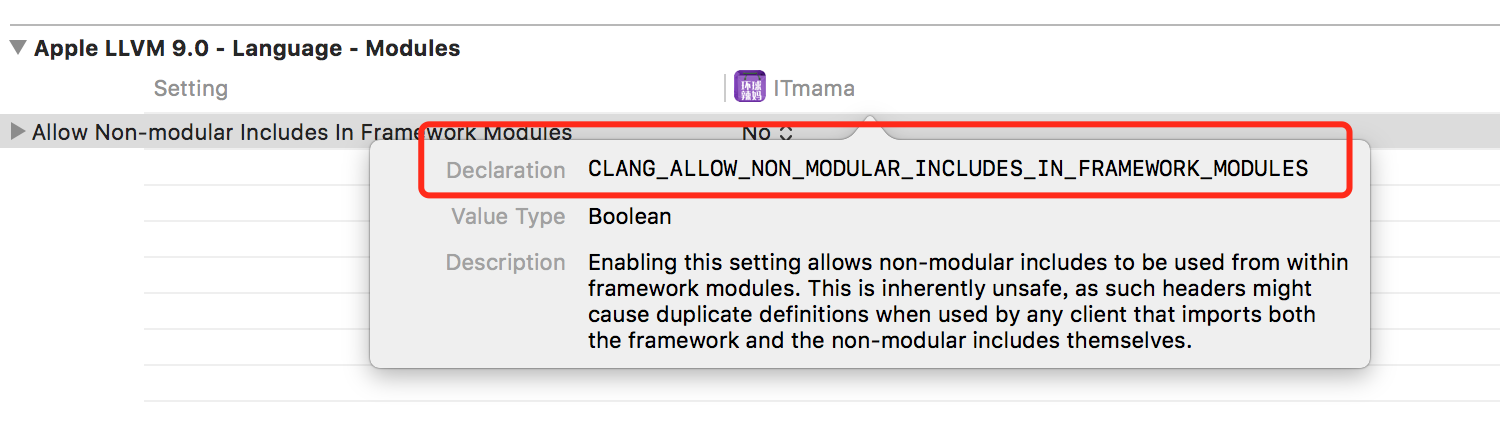 Apple LLVM 9.0 - Language - Modules
Setting
环球
辣妈
ITmama
Allow Non-modular Includes In Framework Modules No
Declaration CLANG_ALLOW_NON_MODULAR_INCLUDES_IN_FRAMEWORK_MODULES
Value Type Boolean
Description Enabling this setting allows non-modular includes to be used from within
framework modules. This is inherently unsafe, as such headers might
cause duplicate definitions when used by any client that imports both
the framework and the non-modular includes themselves.